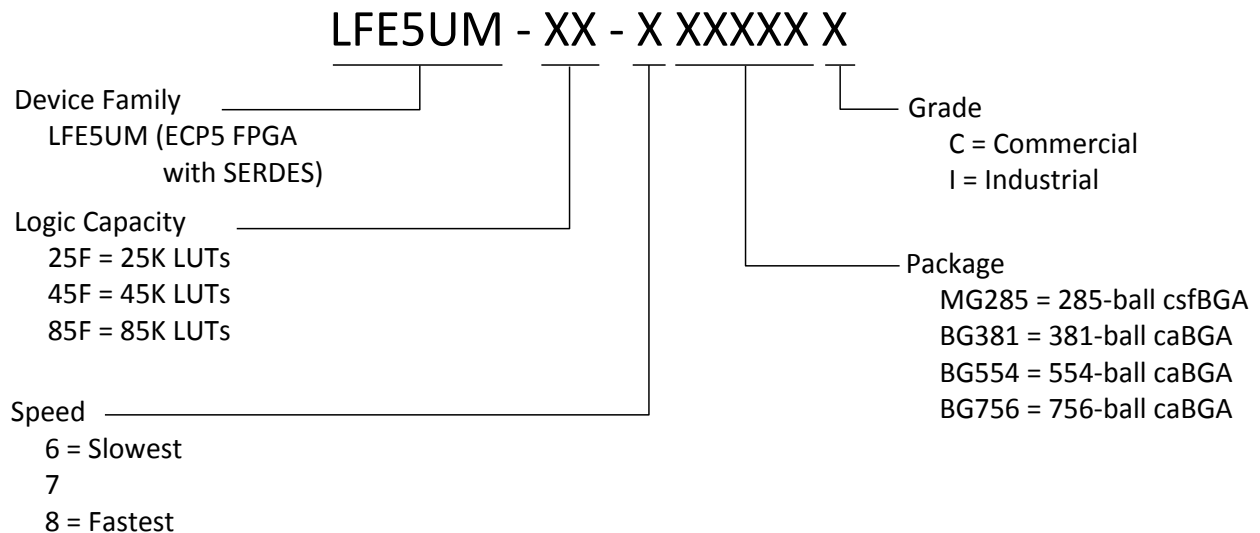 LFE5UM - XX - X XXXXX X
Device Family
LFE5UM (ECP5 FPGA
with SERDES)
Logic Capacity
25F = 25K LUTs
45F = 45K LUTs
85F = 85K LUTs
Speed
6 = Slowest
7
8 = Fastest
Grade
C = Commercial
I = Industrial
Package
MG285 = 285-ball csfBGA
BG381 = 381-ball caBGA
BG554 = 554-ball caBGA
BG756 = 756-ball caBGA